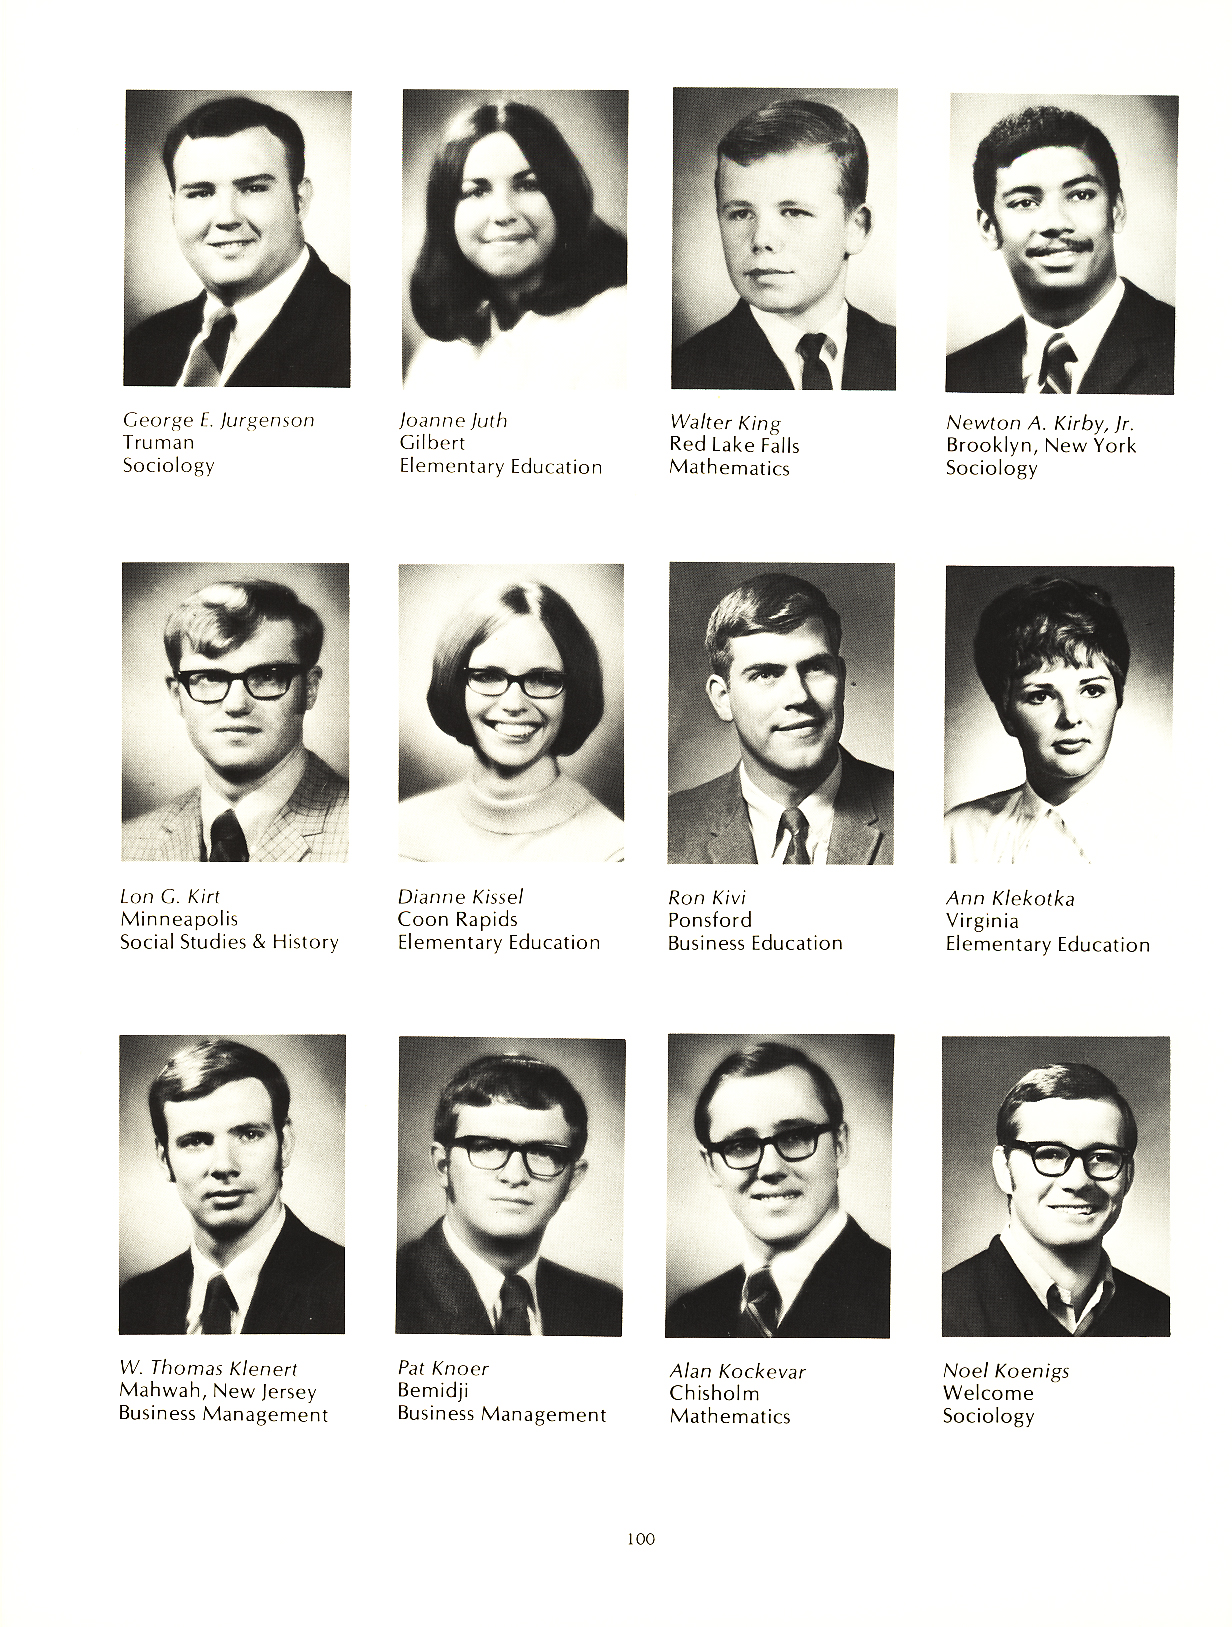 George E. Jurgenson
Truman
Sociology
Joanne Juth
Gilbert
Elementary Education
Walter King
Red Lake Falls
Mathematics
Newton A. Kirby, Jr.
Brooklyn, New York
Sociology
Lon G. Kirt
Minneapolis
Social Studies & History
Dianne Kissel
Coon Rapids
Elementary Education
Ron Kivi
Ponsford
Business Education
Ann Klekotka
Virginia
Elementary Education
W. Thomas Klenert
Mahwah, New Jersey
Business Management
Pat Knoer
Bemidji
Business Management
Alan Kockevar
Chisholm
Mathematics
Noel Koenigs
Welcome
Sociology
100